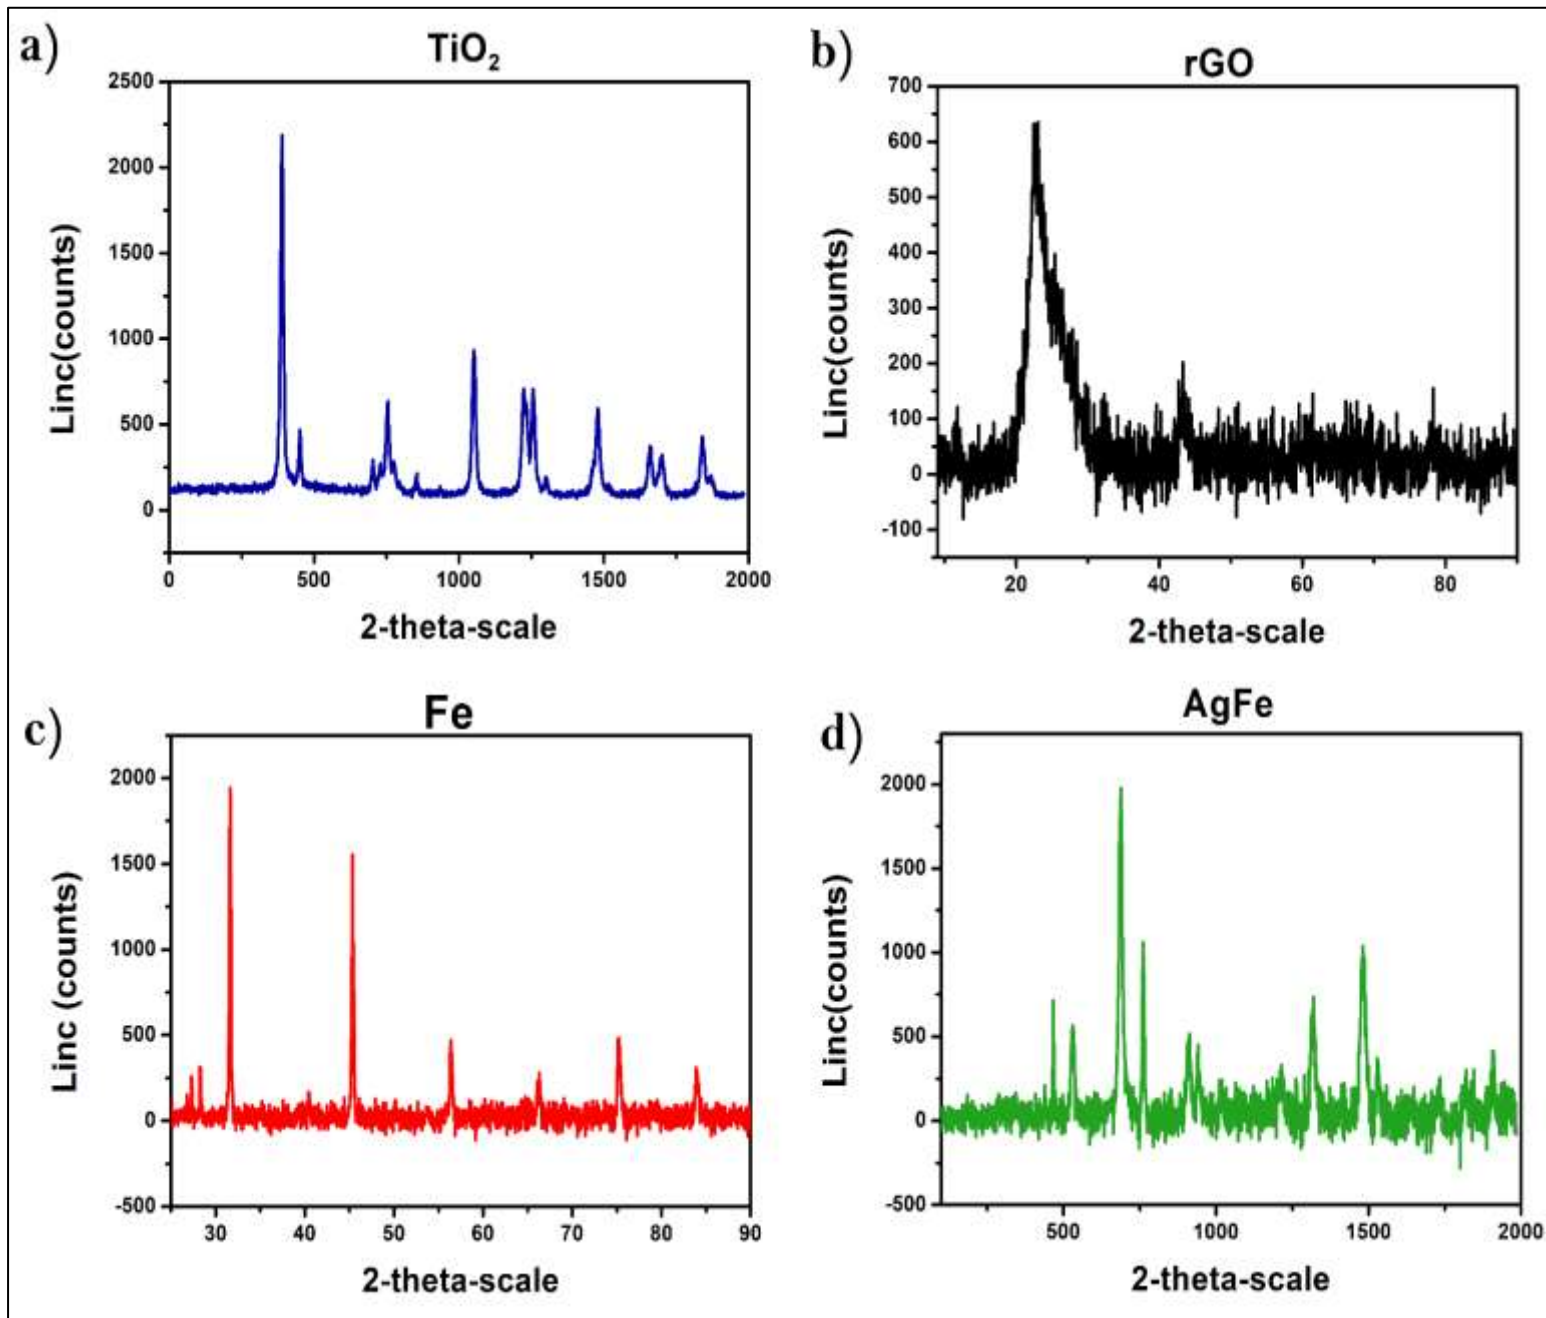 a)
TiO₂
2500
2000
1500
1000
500
0
Linc(counts)
0 500 1000 1500 2000
2-theta-scale
b)
rGO
700
600
500
400
300
200
100
0
-100
Linc(counts)
20 40 60 80
2-theta-scale
c)
Fe
2000
1500
1000
500
0
-500
Linc (counts)
30 40 50 60 70 80 90
2-theta-scale
d)
AgFe
2000
1500
1000
500
0
-500
Linc(counts)
500 1000 1500 2000
2-theta-scale